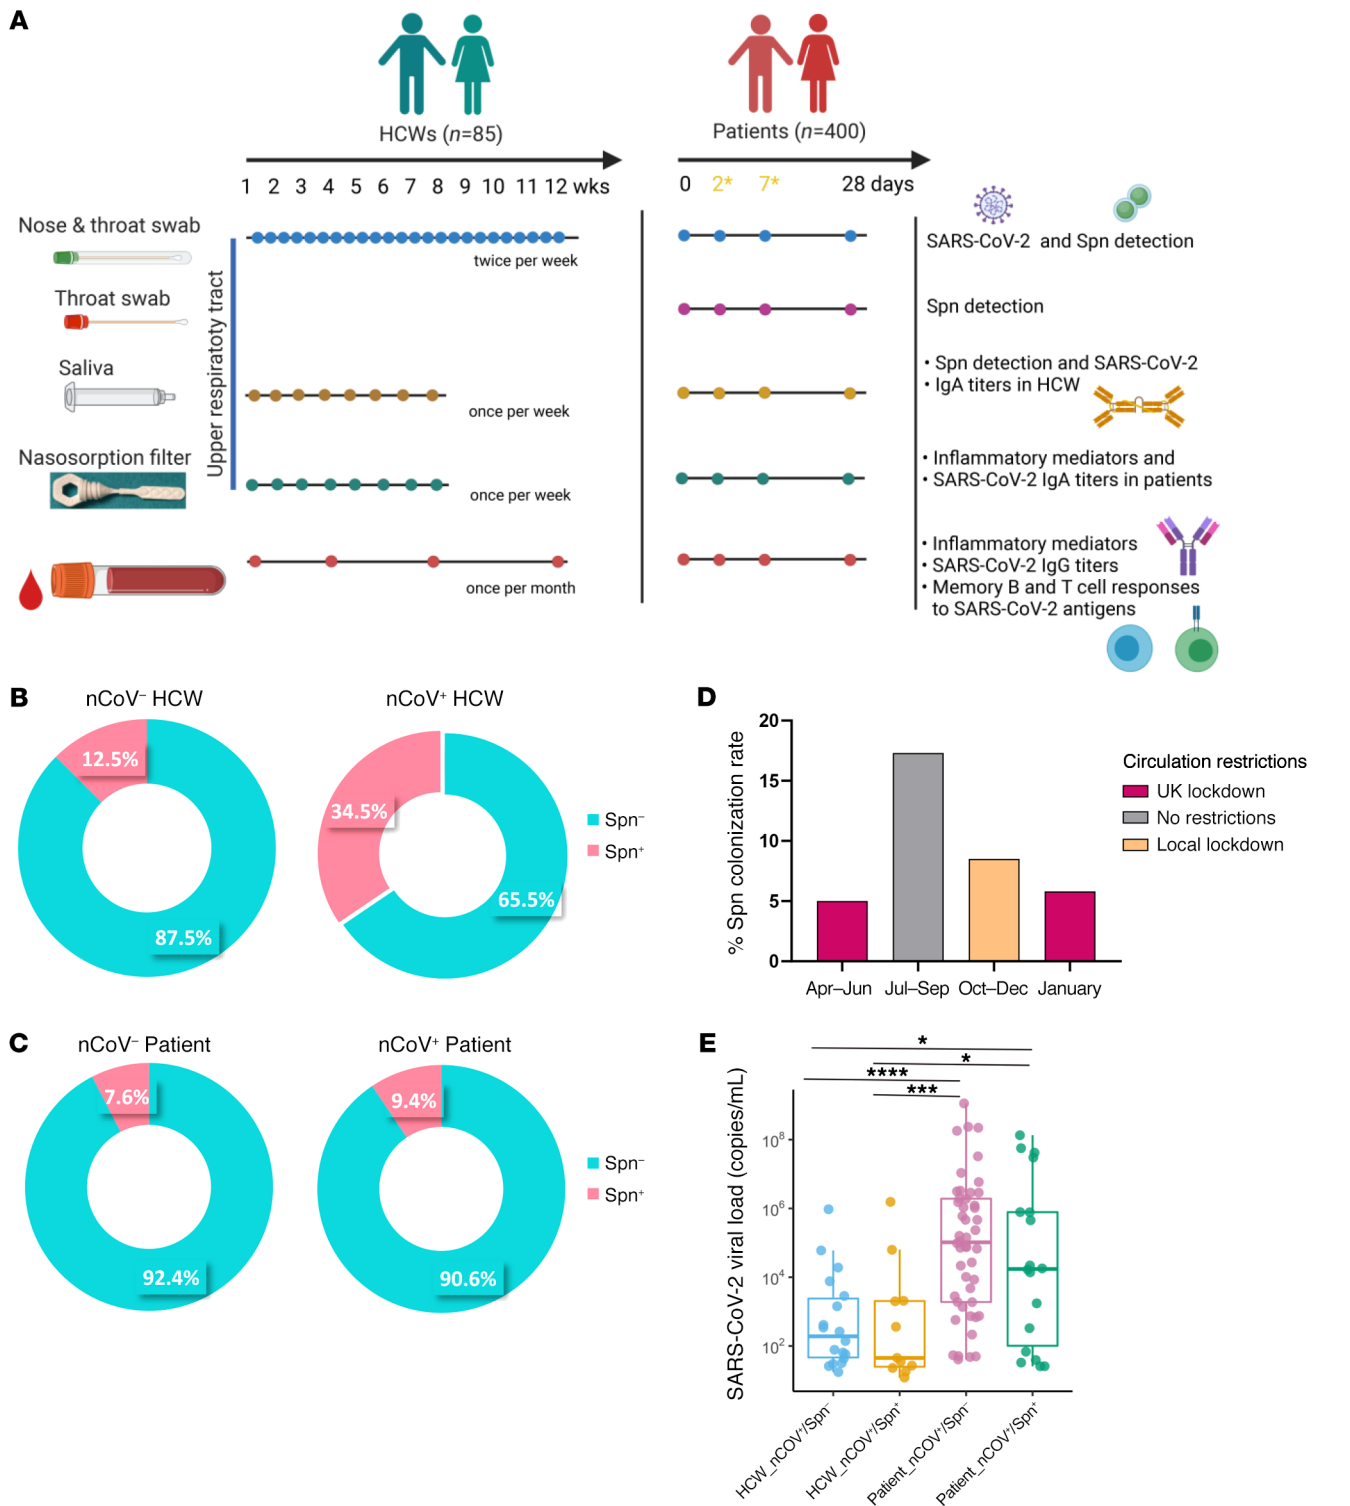 A
HCWs (n=85)
Patients (n=400)
1 2 3 4 5 6 7 8 9 10 11 12 wks
0 2* 7* 28 days
Nose & throat swab
twice per week
SARS-CoV-2 and Spn detection
Throat swab
Spn detection
Saliva
once per week
• Spn detection and SARS-CoV-2
• IgA titers in HCW
Upper respiratoty tract
Nasosorption filter
once per week
• Inflammatory mediators and
• SARS-CoV-2 IgA titers in patients
once per month
• Inflammatory mediators
• SARS-CoV-2 IgG titers
• Memory B and T cell responses
to SARS-CoV-2 antigens
B
nCoV⁻ HCW
12.5%
87.5%
nCoV⁺ HCW
34.5%
65.5%
Spn⁻
Spn⁺
C
nCoV⁻ Patient
7.6%
92.4%
nCoV⁺ Patient
9.4%
90.6%
Spn⁻
Spn⁺
D
% Spn colonization rate
20
15
10
5
0
Apr–Jun Jul–Sep Oct–Dec January
Circulation restrictions
UK lockdown
No restrictions
Local lockdown
E
*
*
****
***
SARS-CoV-2 viral load (copies/mL)
10⁸
10⁶
10⁴
10²
HCW_nCOV⁺/Spn⁻
HCW_nCOV⁺/Spn⁺
Patient_nCOV⁺/Spn⁻
Patient_nCOV⁺/Spn⁺